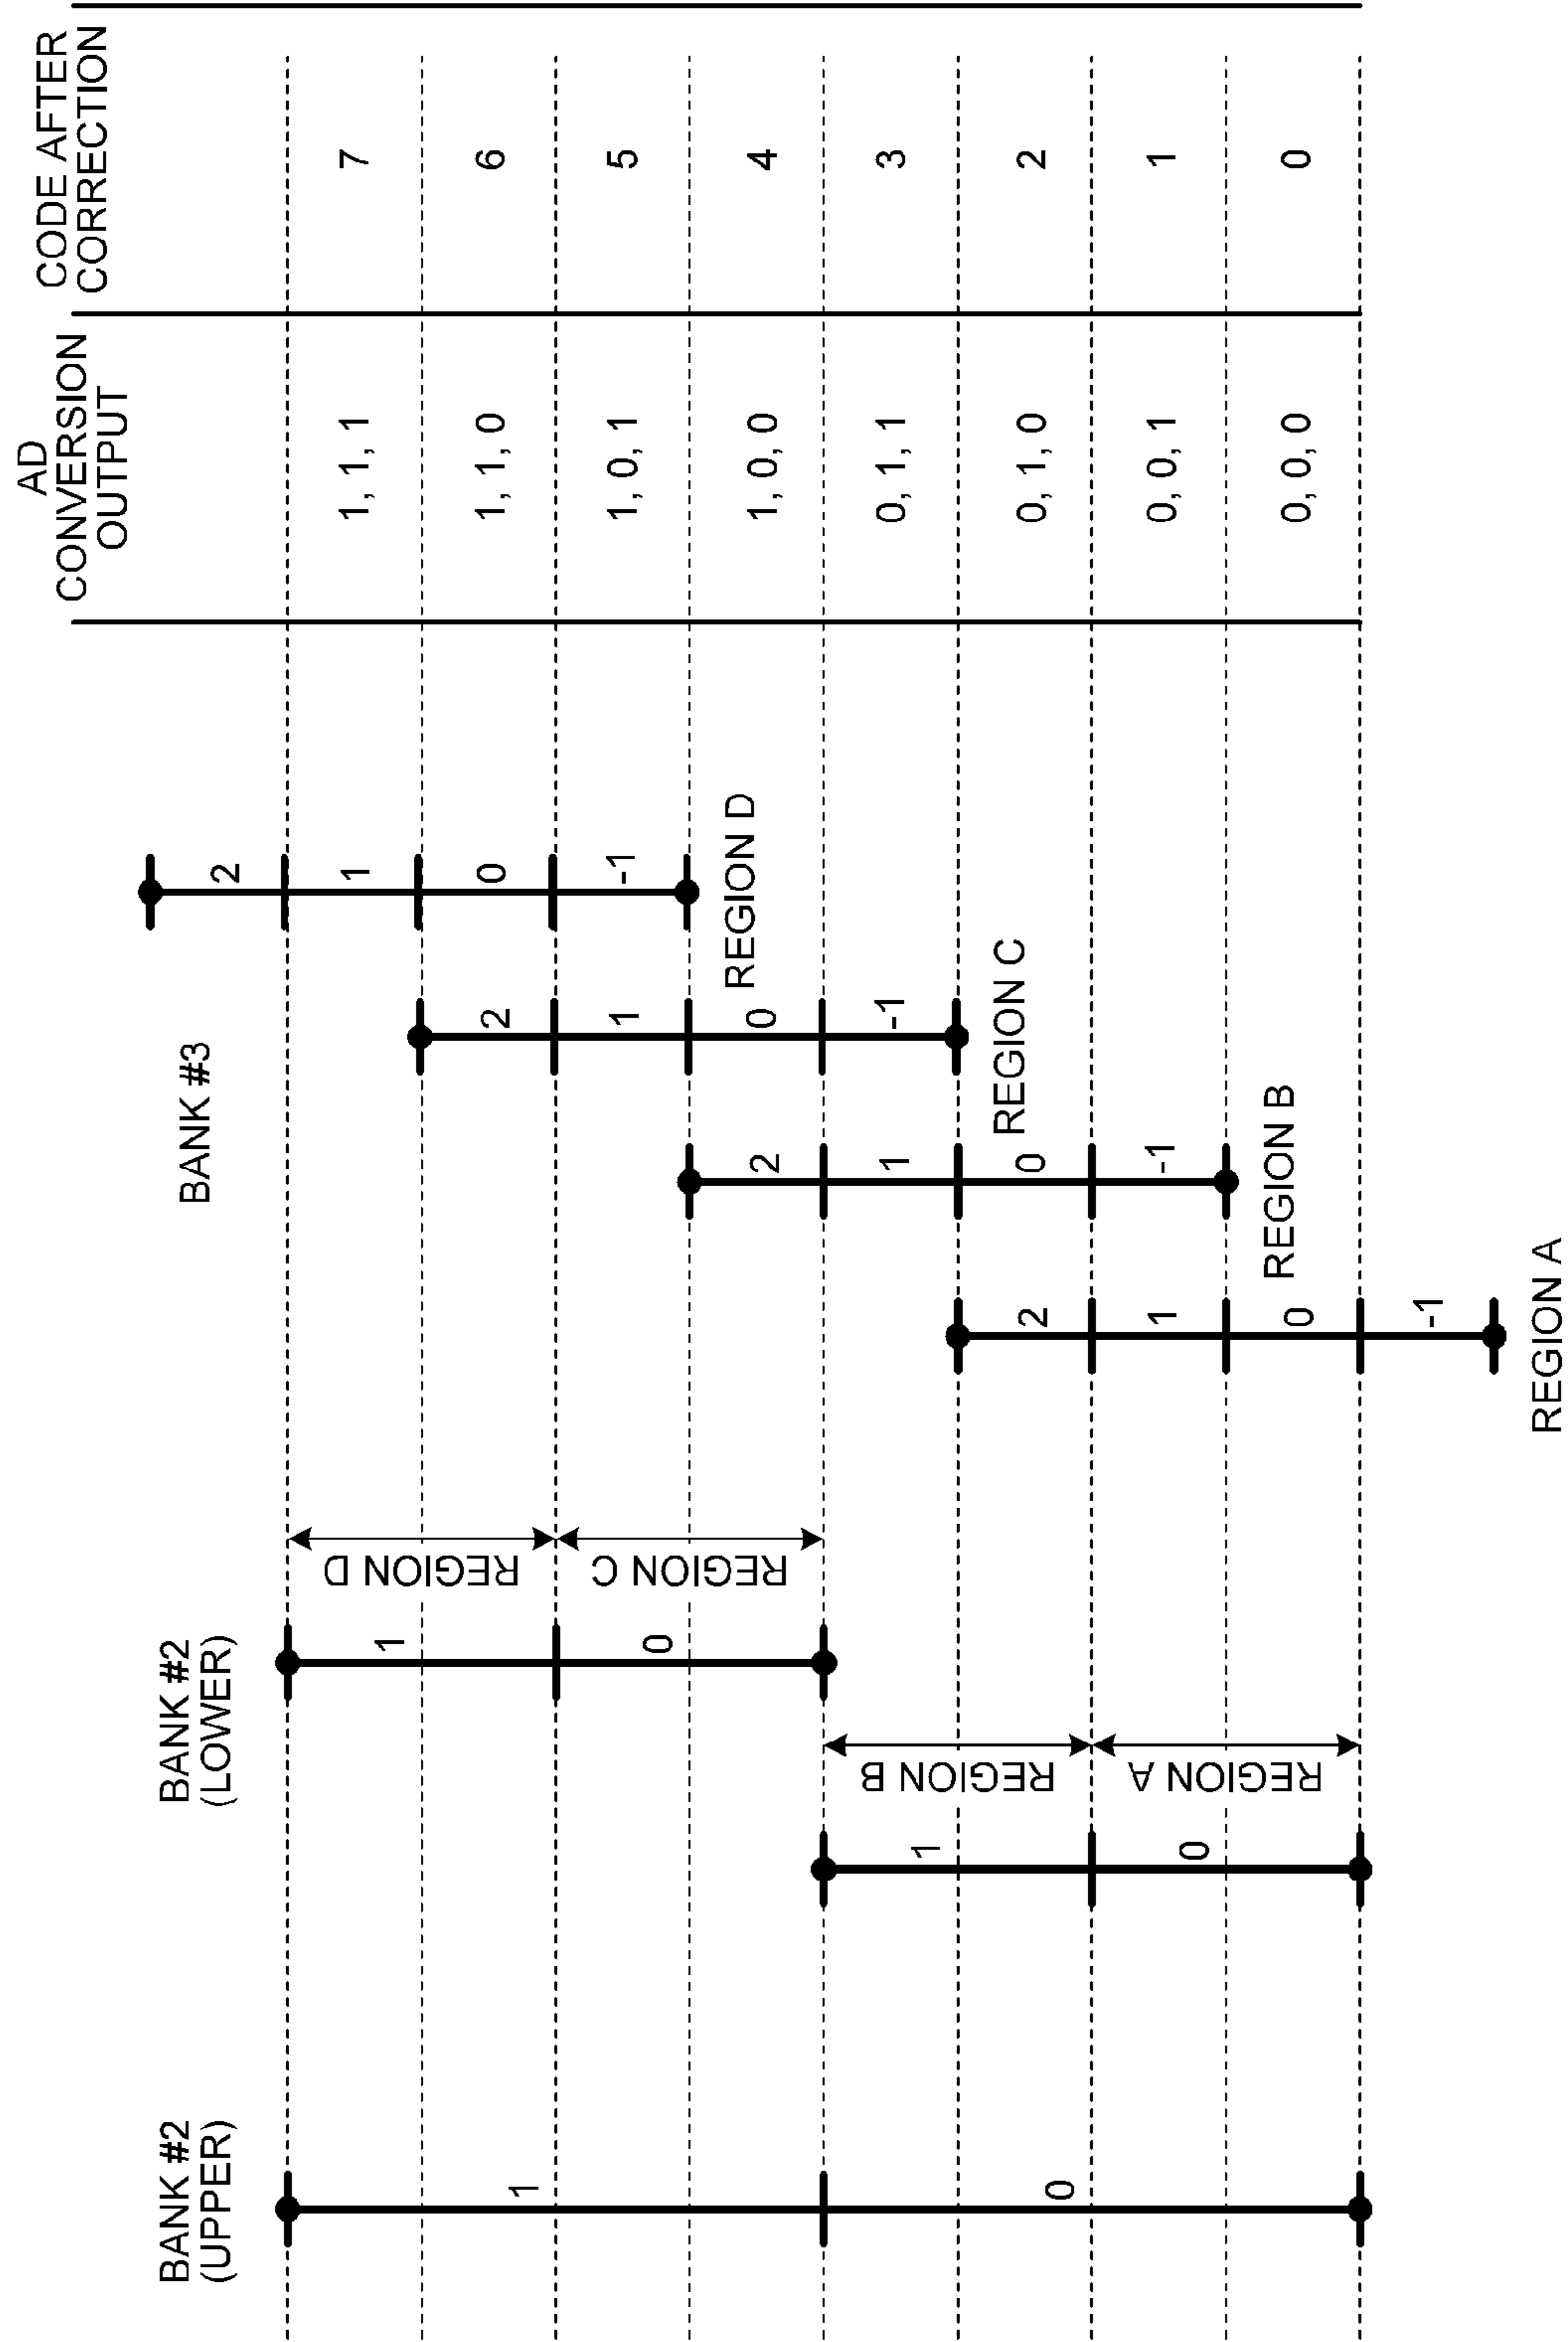 BANK #2
(UPPER)
1
0
BANK #2
(LOWER)
1
0
1
0
REGION D
REGION C
REGION B
REGION A
BANK #3
2
1
0
-1
REGION A
2
1
0
-1
REGION B
2
1
0
-1
REGION C
2
1
0
-1
REGION D
AD
CONVERSION
OUTPUT
1, 1, 1
1, 1, 0
1, 0, 1
1, 0, 0
0, 1, 1
0, 1, 0
0, 0, 1
0, 0, 0
CODE AFTER
CORRECTION
7
6
5
4
3
2
1
0